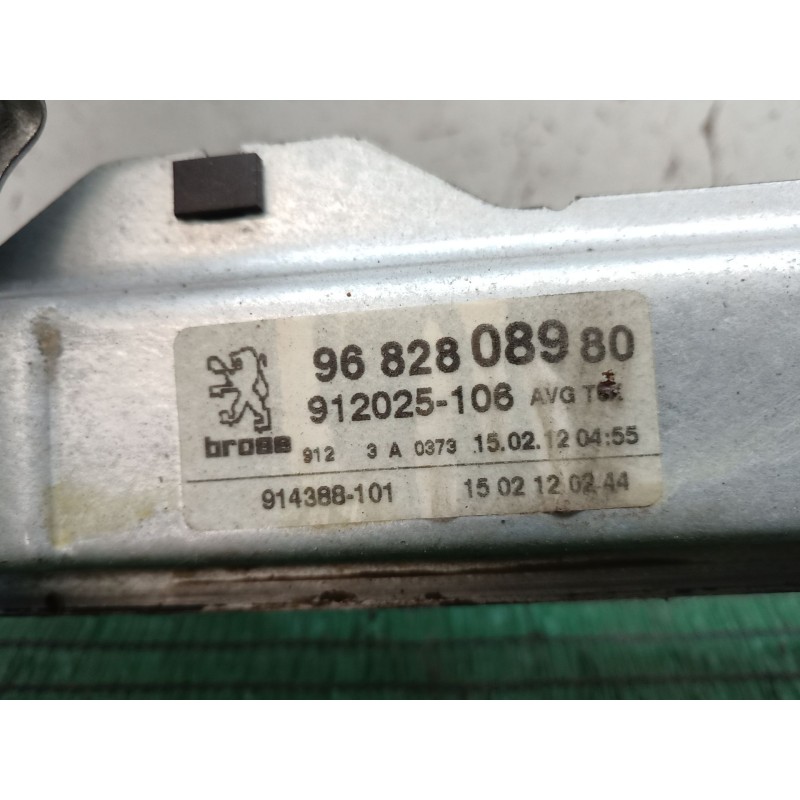 96 828 089 80
912025-106 AVG
brose
912 3 A 0373 15.02.12 04:55
914388-101 15 02 12 02 44